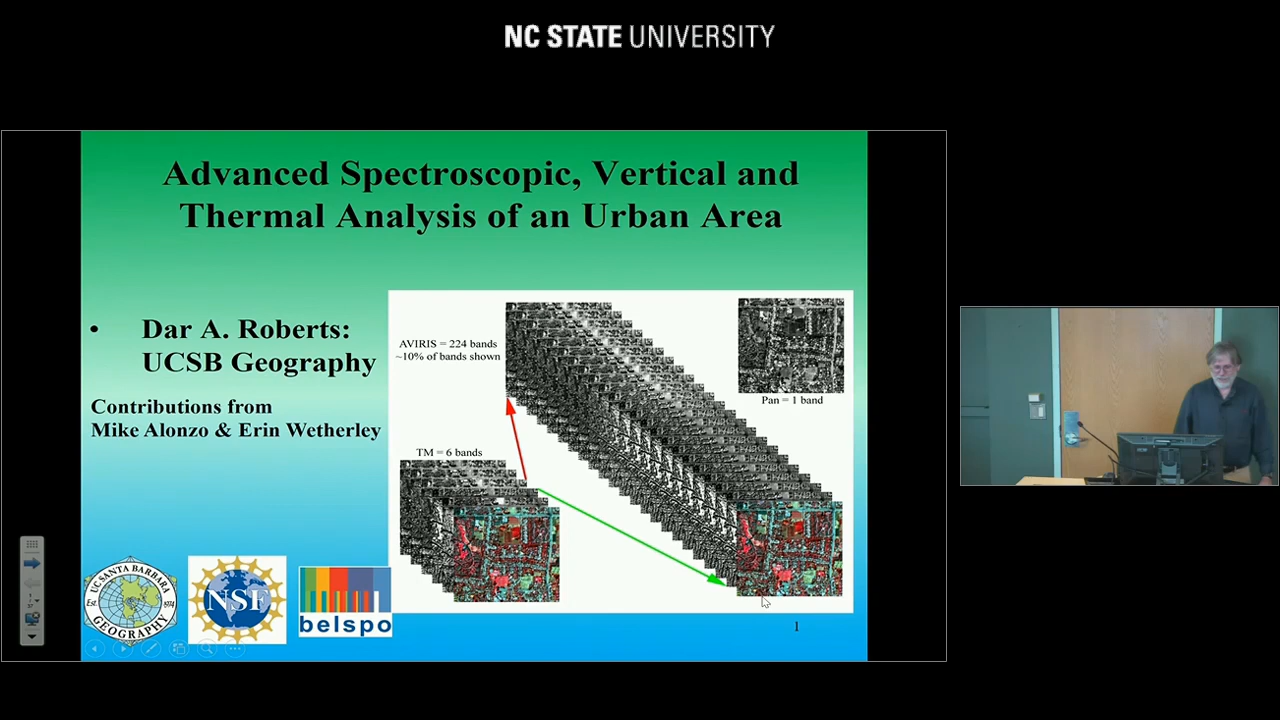 NC STATE UNIVERSITY
Advanced Spectroscopic, Vertical and
Thermal Analysis of an Urban Area
• Dar A. Roberts:
UCSB Geography
Contributions from
Mike Alonzo & Erin Wetherley
AVIRIS = 224 bands
~10% of bands shown
Pan = 1 band
TM = 6 bands
UC SANTA BARBARA
Est. 1974
GEOGRAPHY
NSF
belspo
1